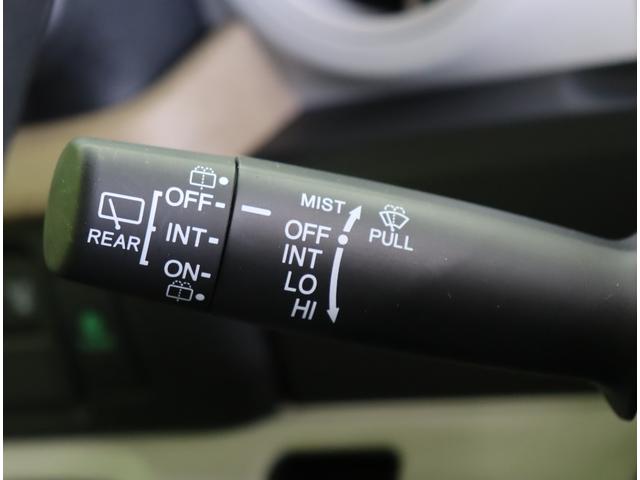 REAR
OFF
INT
ON
MIST
OFF
INT
LO
HI
PULL